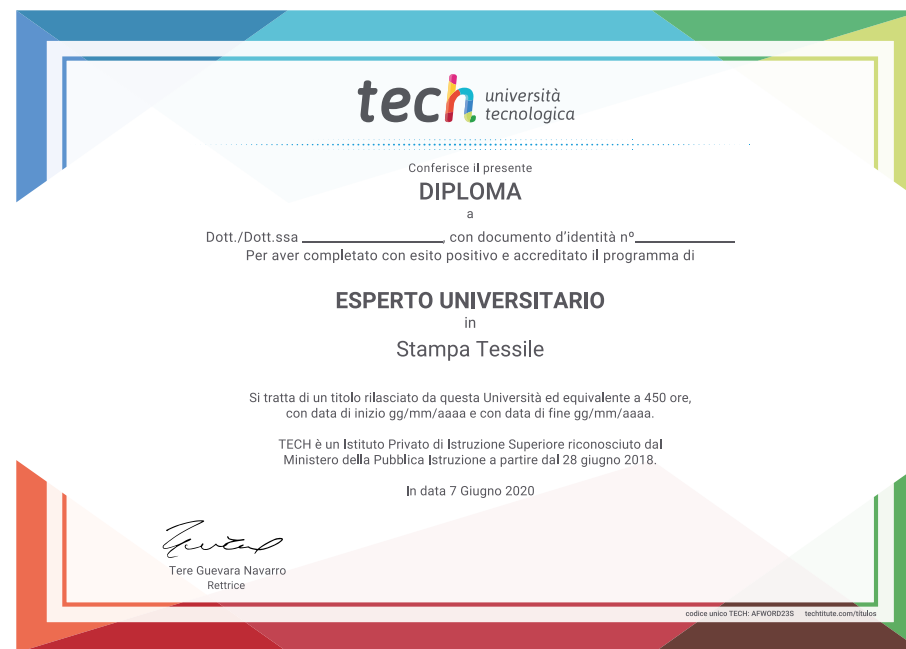 tech università
tecnologica
Conferisce il presente
DIPLOMA
a
Dott./Dott.ssa ____________________, con documento d'identità nº______________
Per aver completato con esito positivo e accreditato il programma di
ESPERTO UNIVERSITARIO
in
Stampa Tessile
Si tratta di un titolo rilasciato da questa Università ed equivalente a 450 ore,
con data di inizio gg/mm/aaaa e con data di fine gg/mm/aaaa.
TECH è un Istituto Privato di Istruzione Superiore riconosciuto dal
Ministero della Pubblica Istruzione a partire dal 28 giugno 2018.
In data 7 Giugno 2020
Tere Guevara Navarro
Rettrice
codice unico TECH: AFWORD23S techtitute.com/títulos